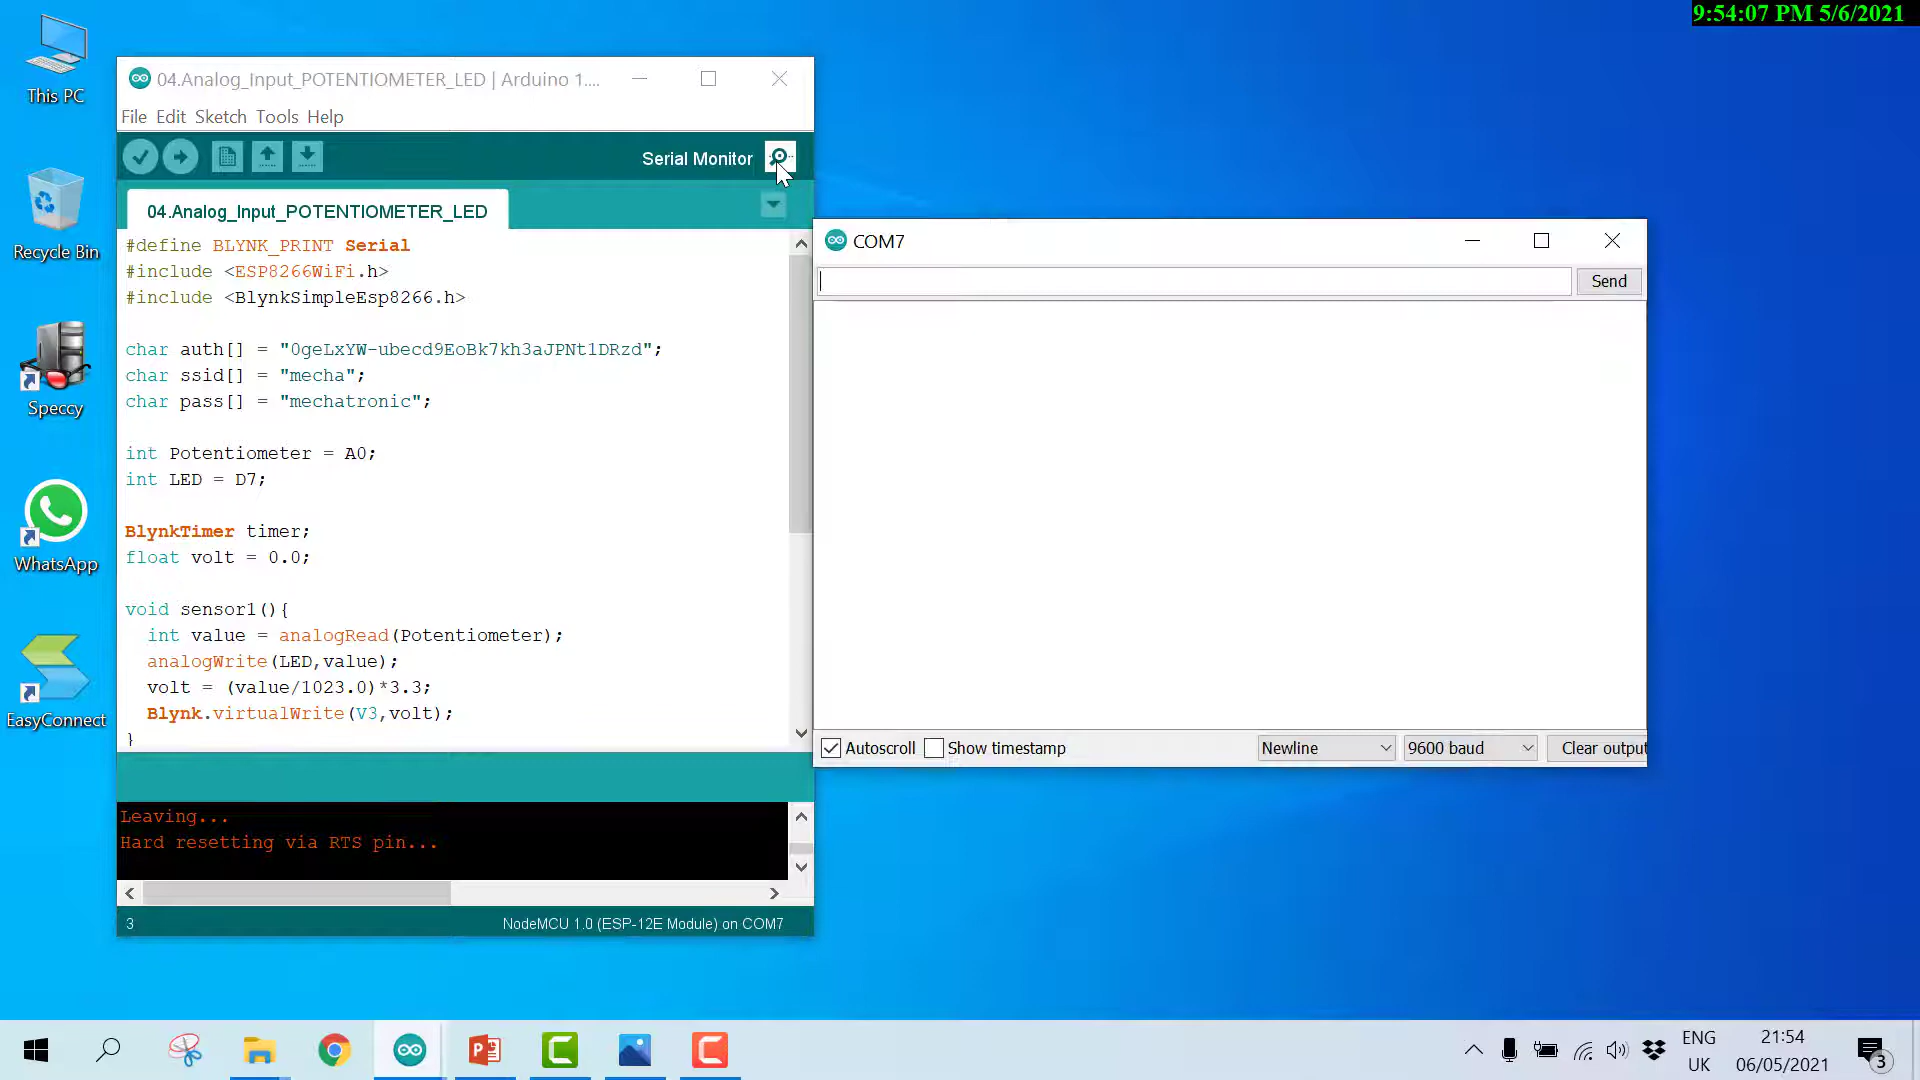 9:54:07 PM 5/6/2021
This PC
Recycle Bin
Speccy
WhatsApp
EasyConnect
04.Analog_Input_POTENTIOMETER_LED | Arduino 1....
File Edit Sketch Tools Help
Serial Monitor
04.Analog_Input_POTENTIOMETER_LED
#define BLYNK_PRINT Serial
#include <ESP8266WiFi.h>
#include <BlynkSimpleEsp8266.h>
char auth[] = "0geLxYW-ubecd9EoBk7kh3aJPNt1DRzd";
char ssid[] = "mecha";
char pass[] = "mechatronic";
int Potentiometer = A0;
int LED = D7;
BlynkTimer timer;
float volt = 0.0;
void sensor1(){
int value = analogRead(Potentiometer);
analogWrite(LED,value);
volt = (value/1023.0)*3.3;
Blynk.virtualWrite(V3,volt);
}
Leaving...
Hard resetting via RTS pin...
3
NodeMCU 1.0 (ESP-12E Module) on COM7
COM7
Send
Autoscroll
Show timestamp
Newline
9600 baud
Clear output
ENG
UK
21:54
06/05/2021
3